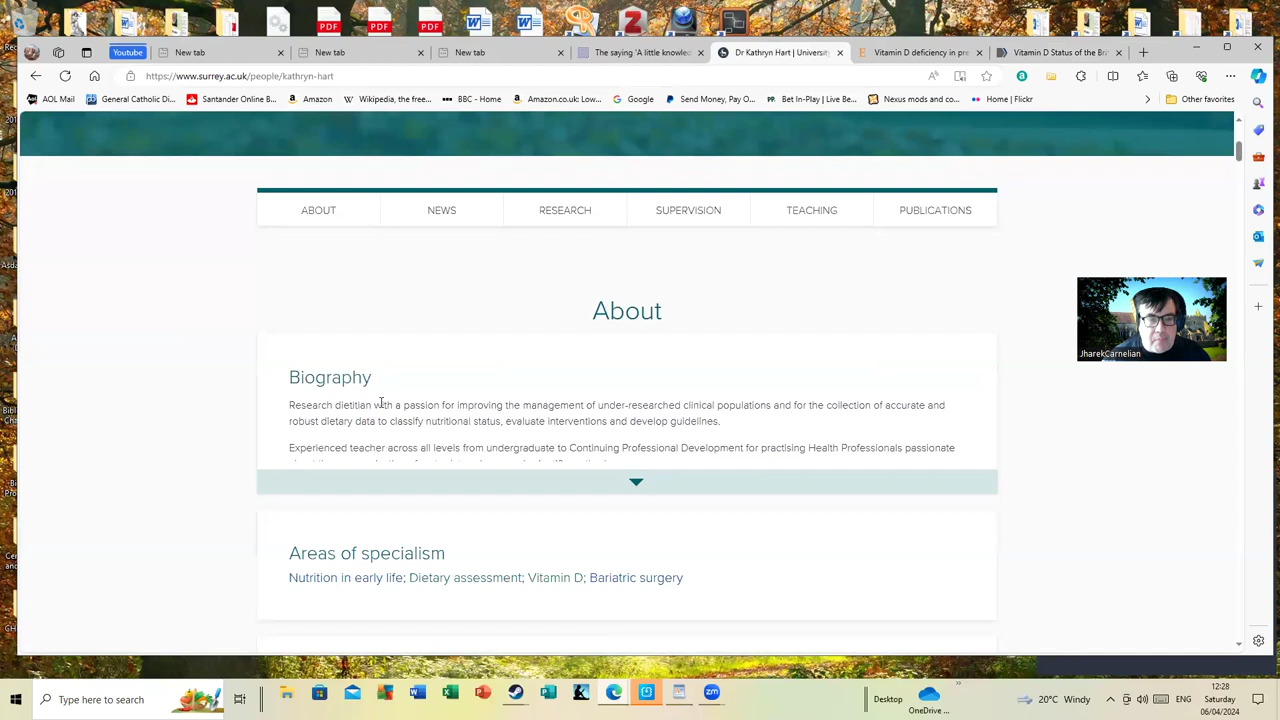 Youtube
New tab
New tab
New tab
The saying 'A little knowled
Dr Kathryn Hart | Universit
Vitamin D deficiency in pre
Vitamin D Status of the Brit
https://www.surrey.ac.uk/people/kathryn-hart
AOL Mail
General Catholic Di...
Santander Online B...
Amazon
Wikipedia, the free...
BBC - Home
Amazon.co.uk: Low...
Google
Send Money, Pay O...
Bet In-Play | Live Be...
Nexus mods and co...
Home | Flickr
Other favorites
ABOUT
NEWS
RESEARCH
SUPERVISION
TEACHING
PUBLICATIONS
About
JharekCarnelian
Biography
Research dietitian with a passion for improving the management of under-researched clinical populations and for the collection of accurate and
robust dietary data to classify nutritional status, evaluate interventions and develop guidelines.
Experienced teacher across all levels from undergraduate to Continuing Professional Development for practising Health Professionals passionate
Areas of specialism
Nutrition in early life; Dietary assessment; Vitamin D; Bariatric surgery
Type here to search
Desktop
OneDrive ...
20°C Windy
ENG
12:28
Saturday
06/04/2024